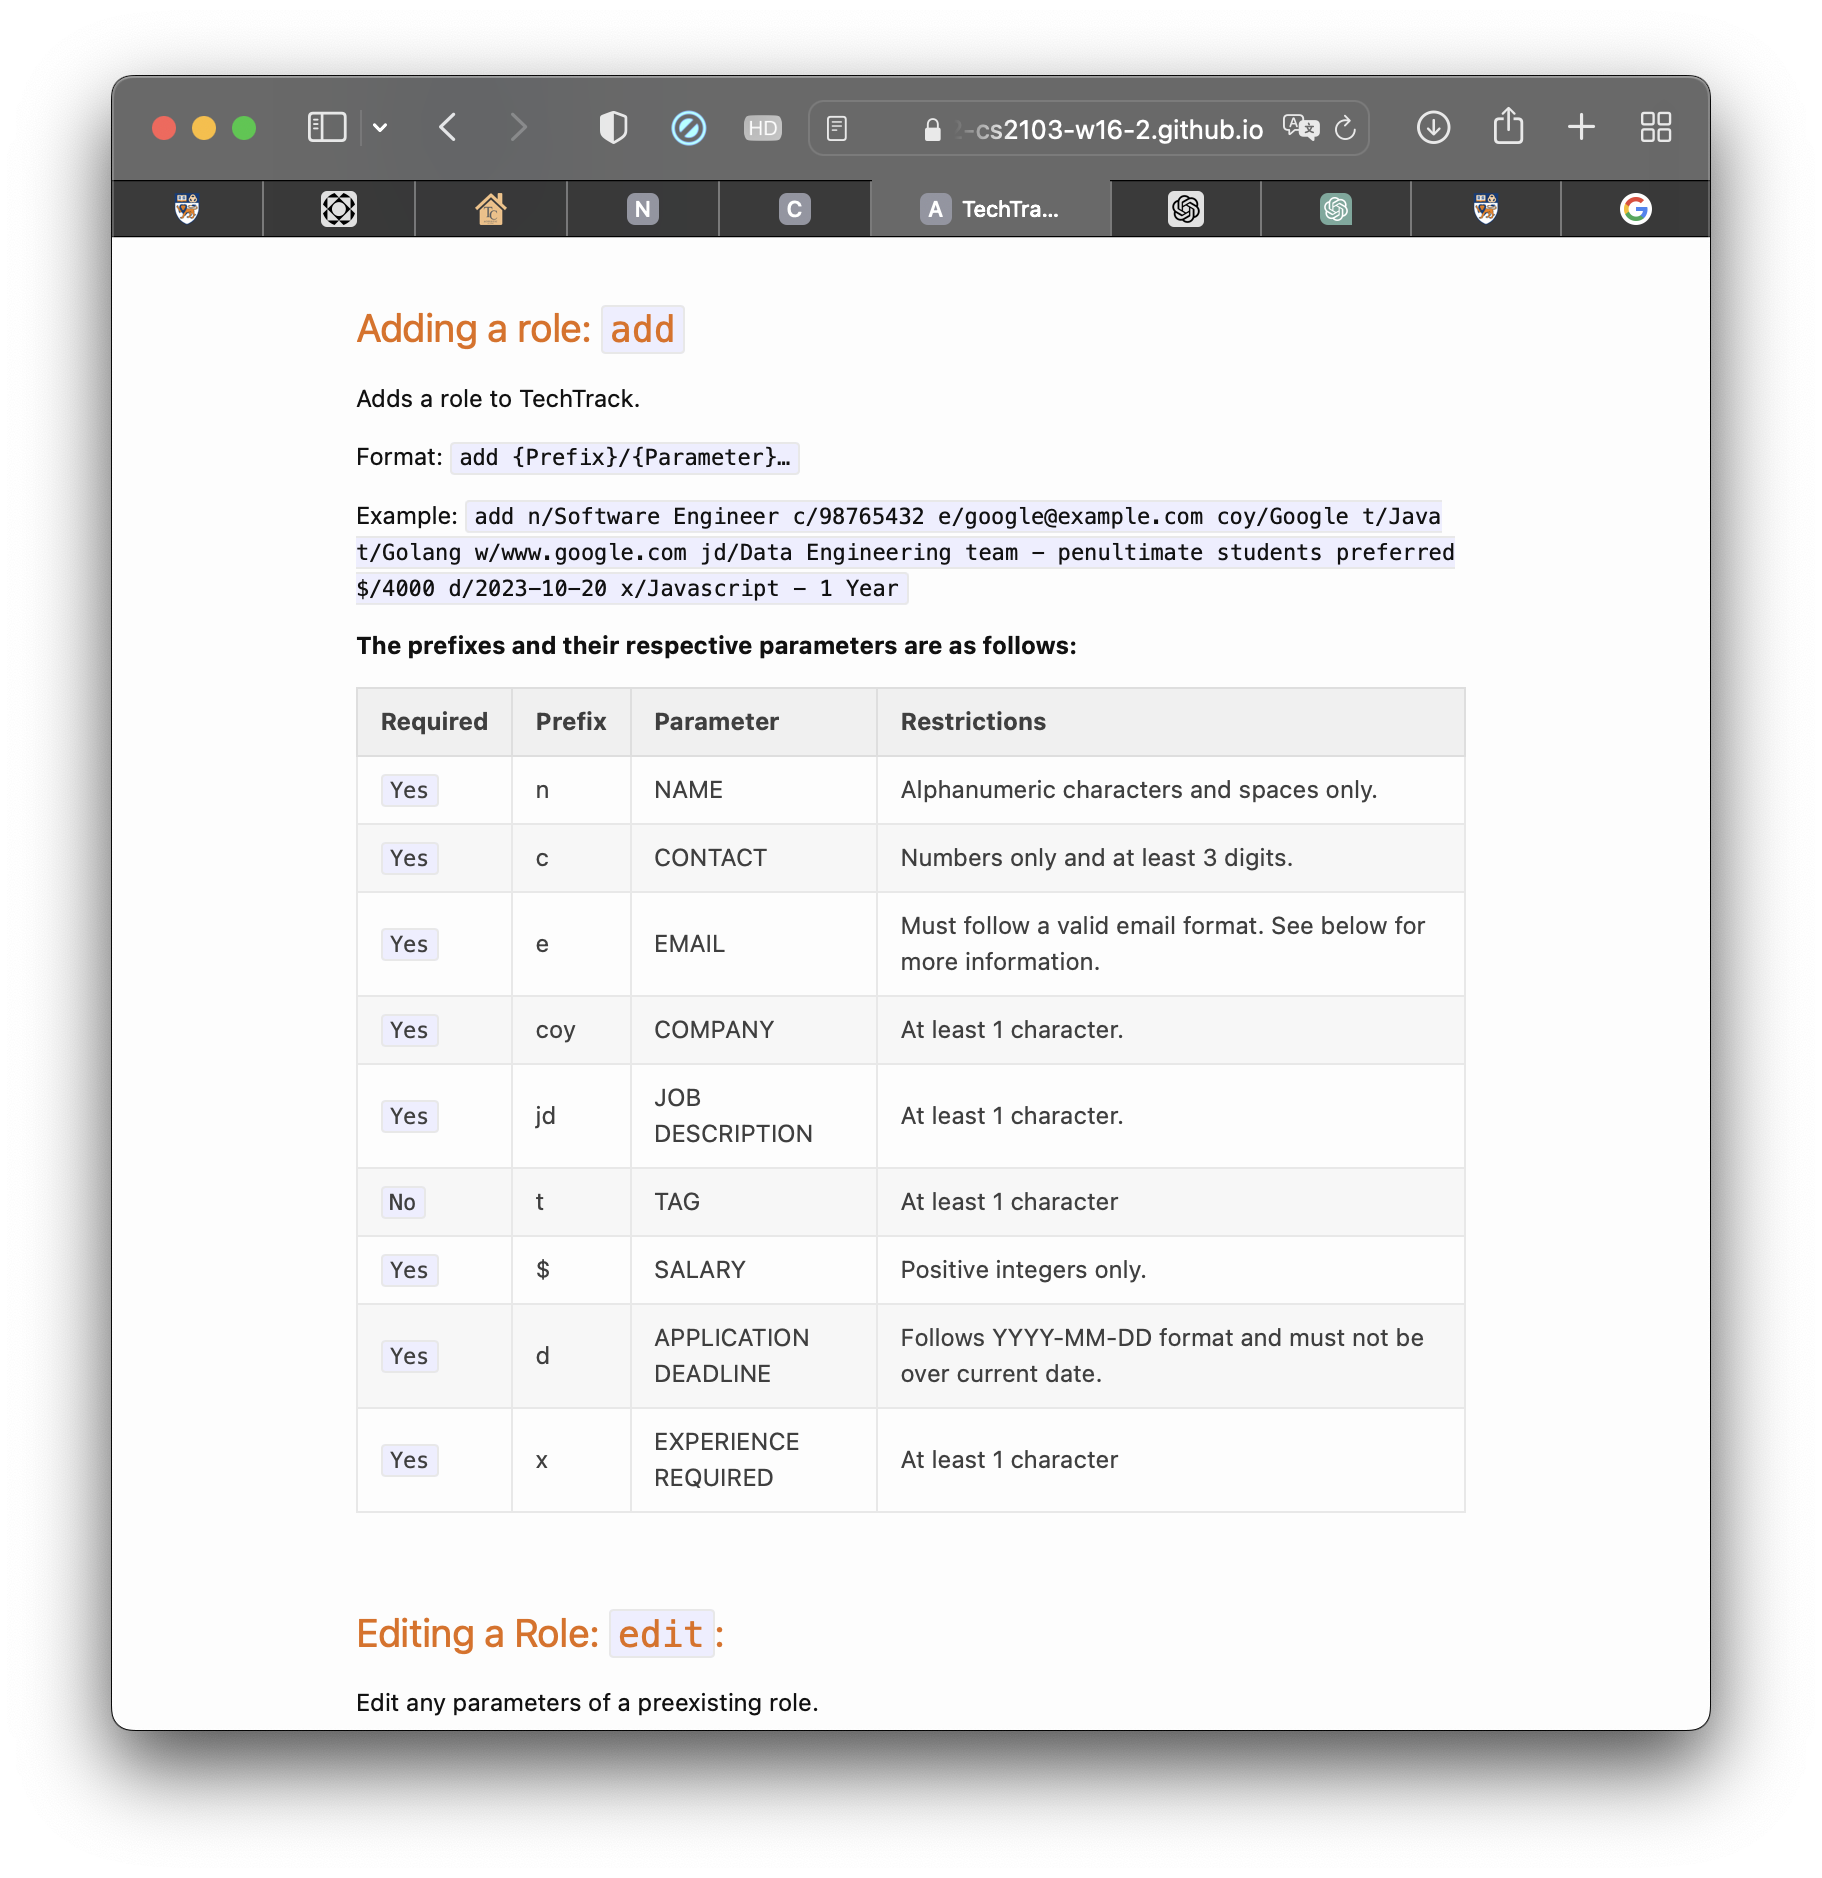 HD
-cs2103-w16-2.github.io
N
C
A TechTra...
Adding a role: add
Adds a role to TechTrack.
Format: add {Prefix}/{Parameter}…
Example: add n/Software Engineer c/98765432 e/google@example.com coy/Google t/Java
t/Golang w/www.google.com jd/Data Engineering team – penultimate students preferred
$/4000 d/2023-10-20 x/Javascript – 1 Year
The prefixes and their respective parameters are as follows:
Required Prefix Parameter Restrictions
Yes n NAME Alphanumeric characters and spaces only.
Yes c CONTACT Numbers only and at least 3 digits.
Yes e EMAIL Must follow a valid email format. See below for
more information.
Yes coy COMPANY At least 1 character.
Yes jd JOB
DESCRIPTION At least 1 character.
No t TAG At least 1 character
Yes $ SALARY Positive integers only.
Yes d APPLICATION
DEADLINE Follows YYYY-MM-DD format and must not be
over current date.
Yes x EXPERIENCE
REQUIRED At least 1 character
Editing a Role: edit :
Edit any parameters of a preexisting role.